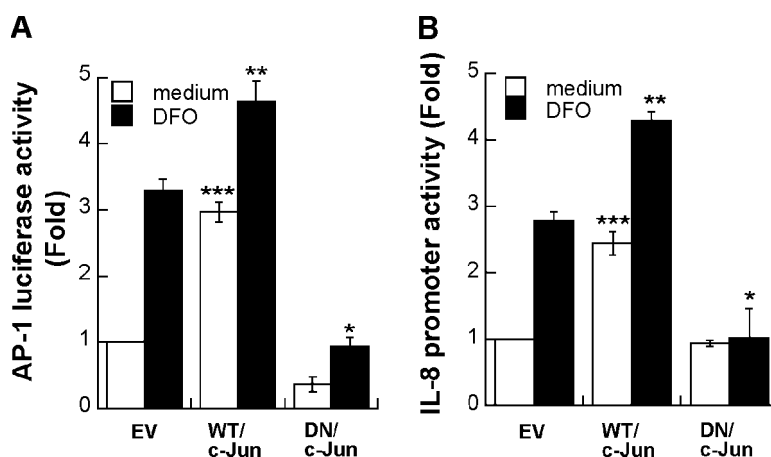 A
AP-1 luciferase activity
(Fold)
5
4
3
2
1
0
medium
DFO
**
***
*
EV
WT/
c-Jun
DN/
c-Jun
B
IL-8 promoter activity (Fold)
5
4
3
2
1
0
medium
DFO
**
***
*
EV
WT/
c-Jun
DN/
c-Jun